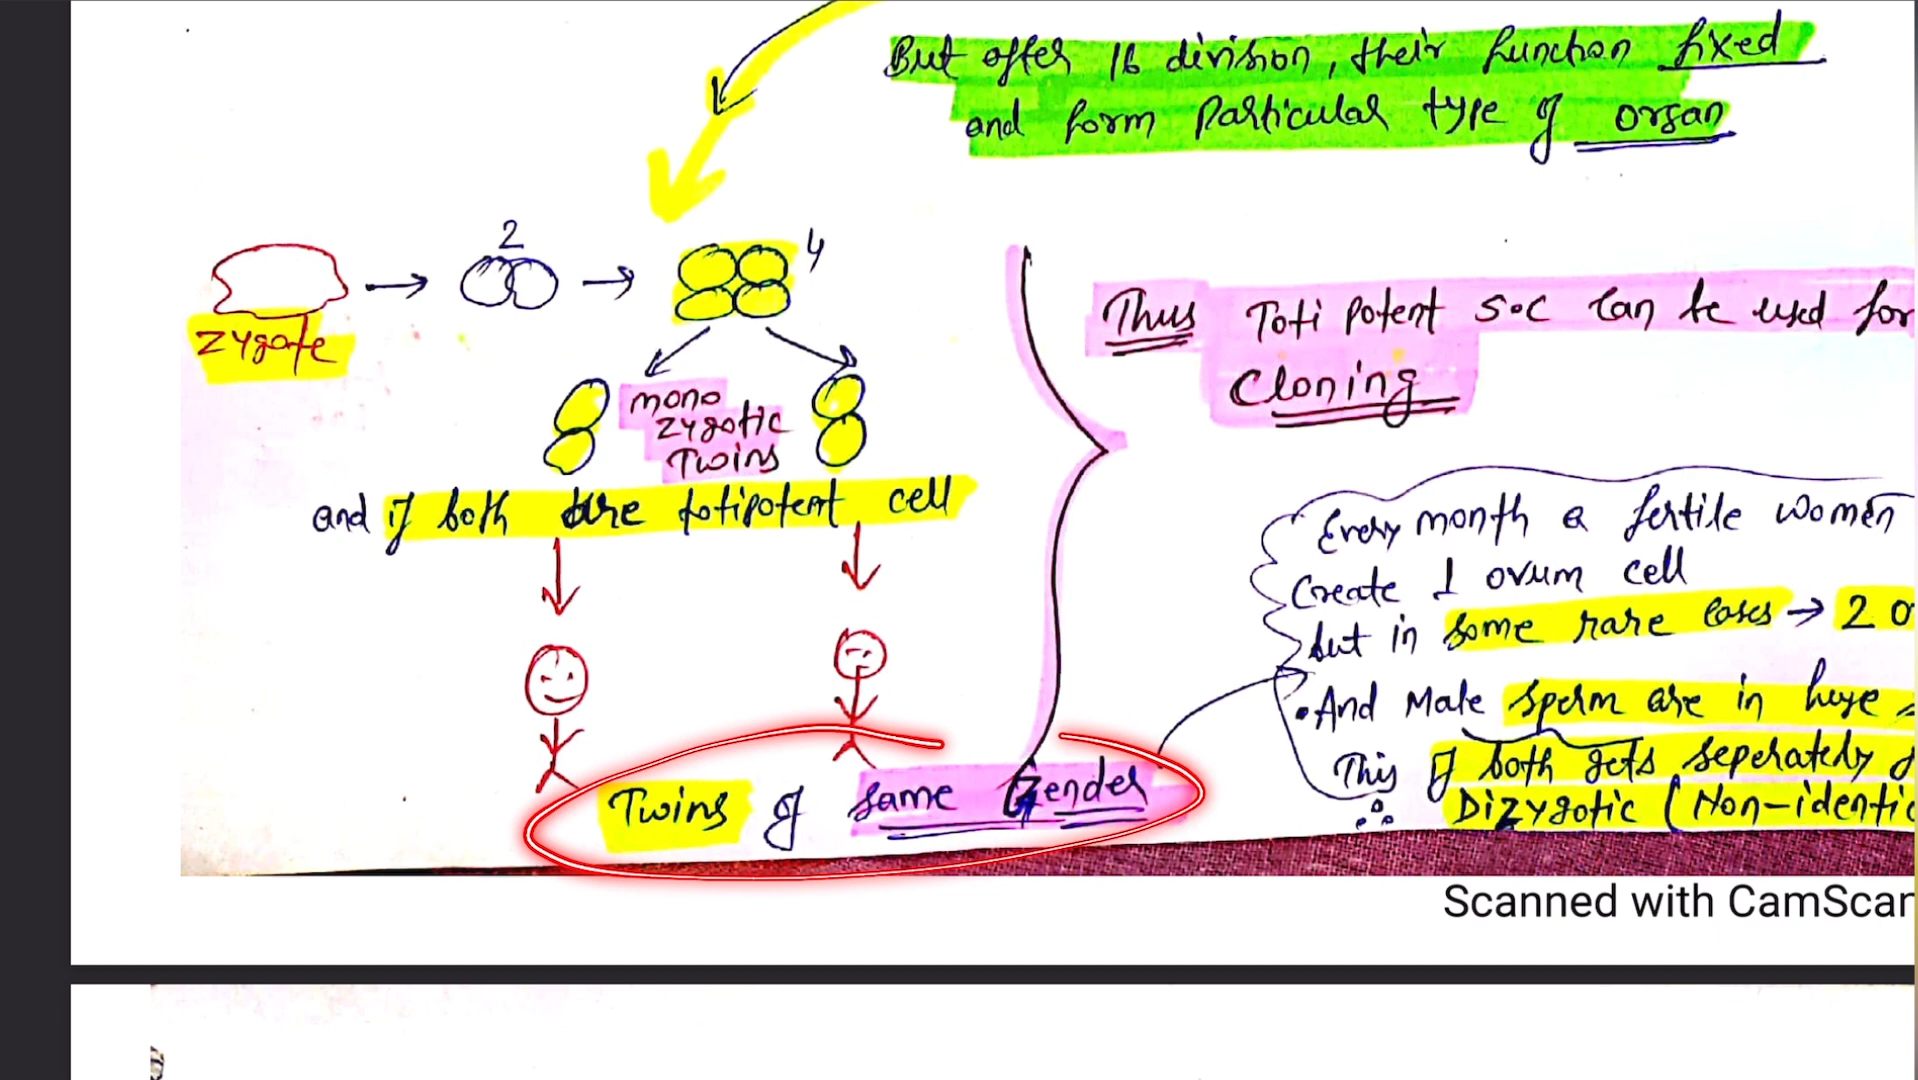 But after 16 division, their function fixed
and form Particular type of organ
2
4
Zygote
Thus Toti Potent S.C Can be used for
Cloning
mono
Zygotic
Twins
and if both are totipotent cell
Every month a fertile women
Create 1 ovum cell
but in some rare cases → 2
• And Male sperm are in huge
This if both gets seperately
Dizygotic (Non-identic
Twins of same Gender
Scanned with CamScan